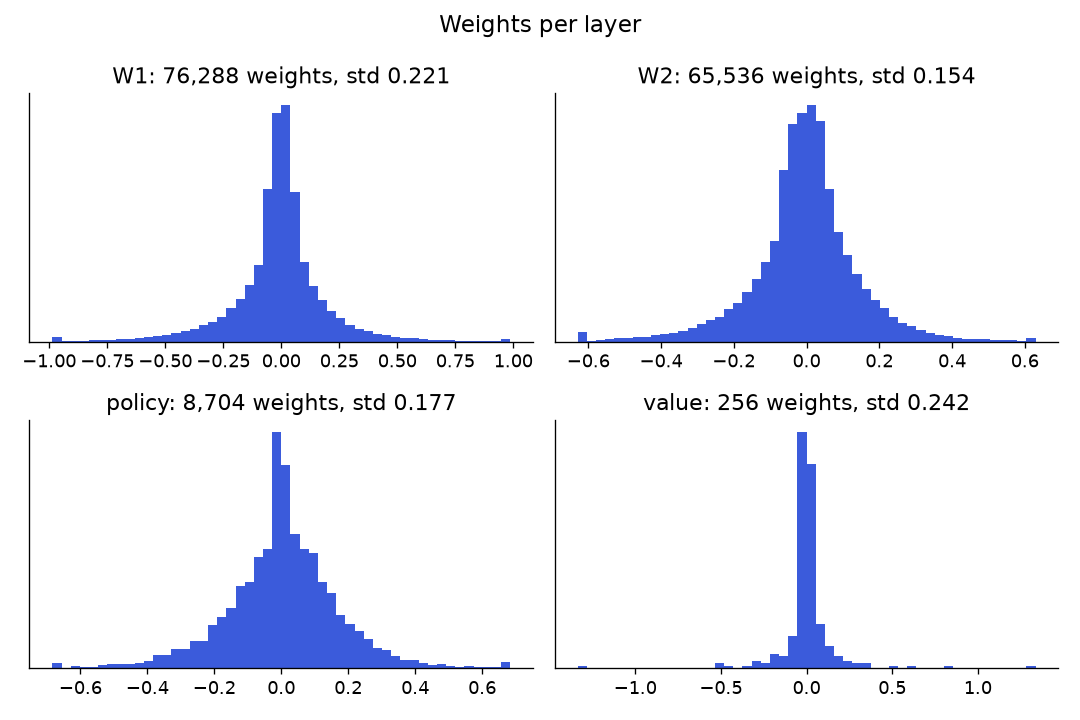 Weights per layer
W1: 76,288 weights, std 0.221
W2: 65,536 weights, std 0.154
−1.00 −0.75 −0.50 −0.25 0.00 0.25 0.50 0.75 1.00
−0.6 −0.4 −0.2 0.0 0.2 0.4 0.6
policy: 8,704 weights, std 0.177
value: 256 weights, std 0.242
−0.6 −0.4 −0.2 0.0 0.2 0.4 0.6
−1.0 −0.5 0.0 0.5 1.0